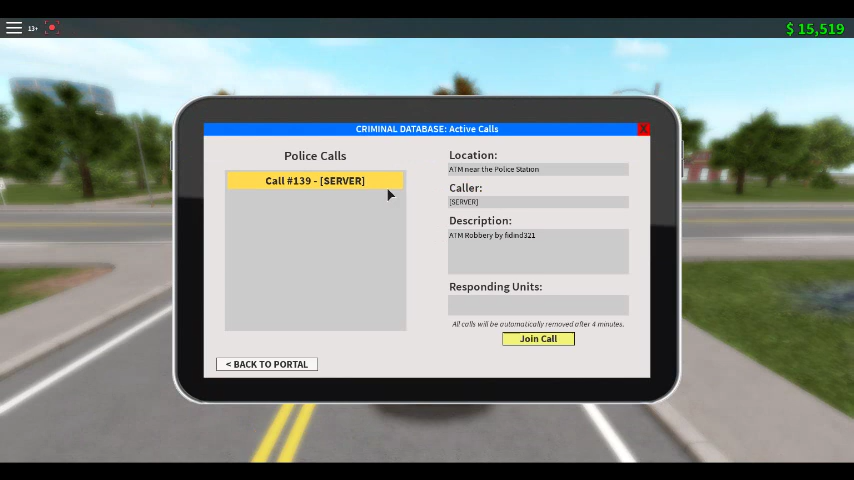 13+
$ 15,519
CRIMINAL DATABASE: Active Calls
X
Police Calls
Call #139 - [SERVER]
< BACK TO PORTAL
Location:
ATM near the Police Station
Caller:
[SERVER]
Description:
ATM Robbery by fidind321
Responding Units:
All calls will be automatically removed after 4 minutes.
Join Call